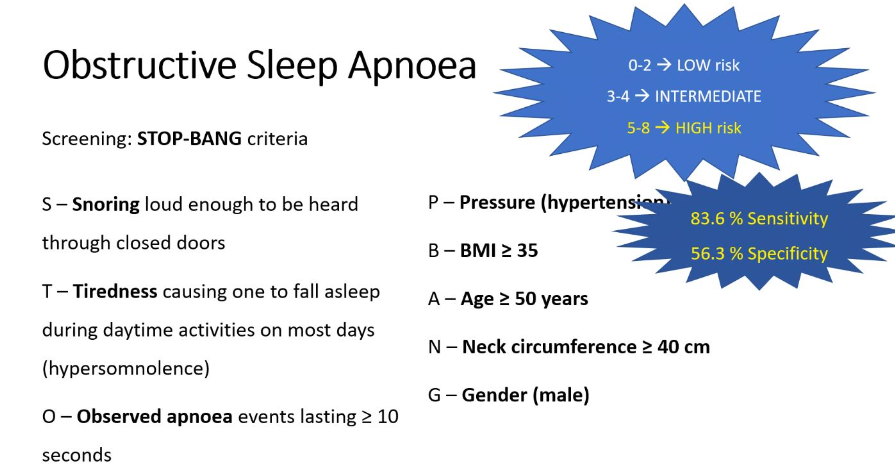 Obstructive Sleep Apnoea
0-2 → LOW risk
3-4 → INTERMEDIATE
5-8 → HIGH risk
Screening: STOP-BANG criteria
S – Snoring loud enough to be heard
through closed doors
T – Tiredness causing one to fall asleep
during daytime activities on most days
(hypersomnolence)
O – Observed apnoea events lasting ≥ 10
seconds
P – Pressure (hypertension)
B – BMI ≥ 35
A – Age ≥ 50 years
N – Neck circumference ≥ 40 cm
G – Gender (male)
83.6 % Sensitivity
56.3 % Specificity